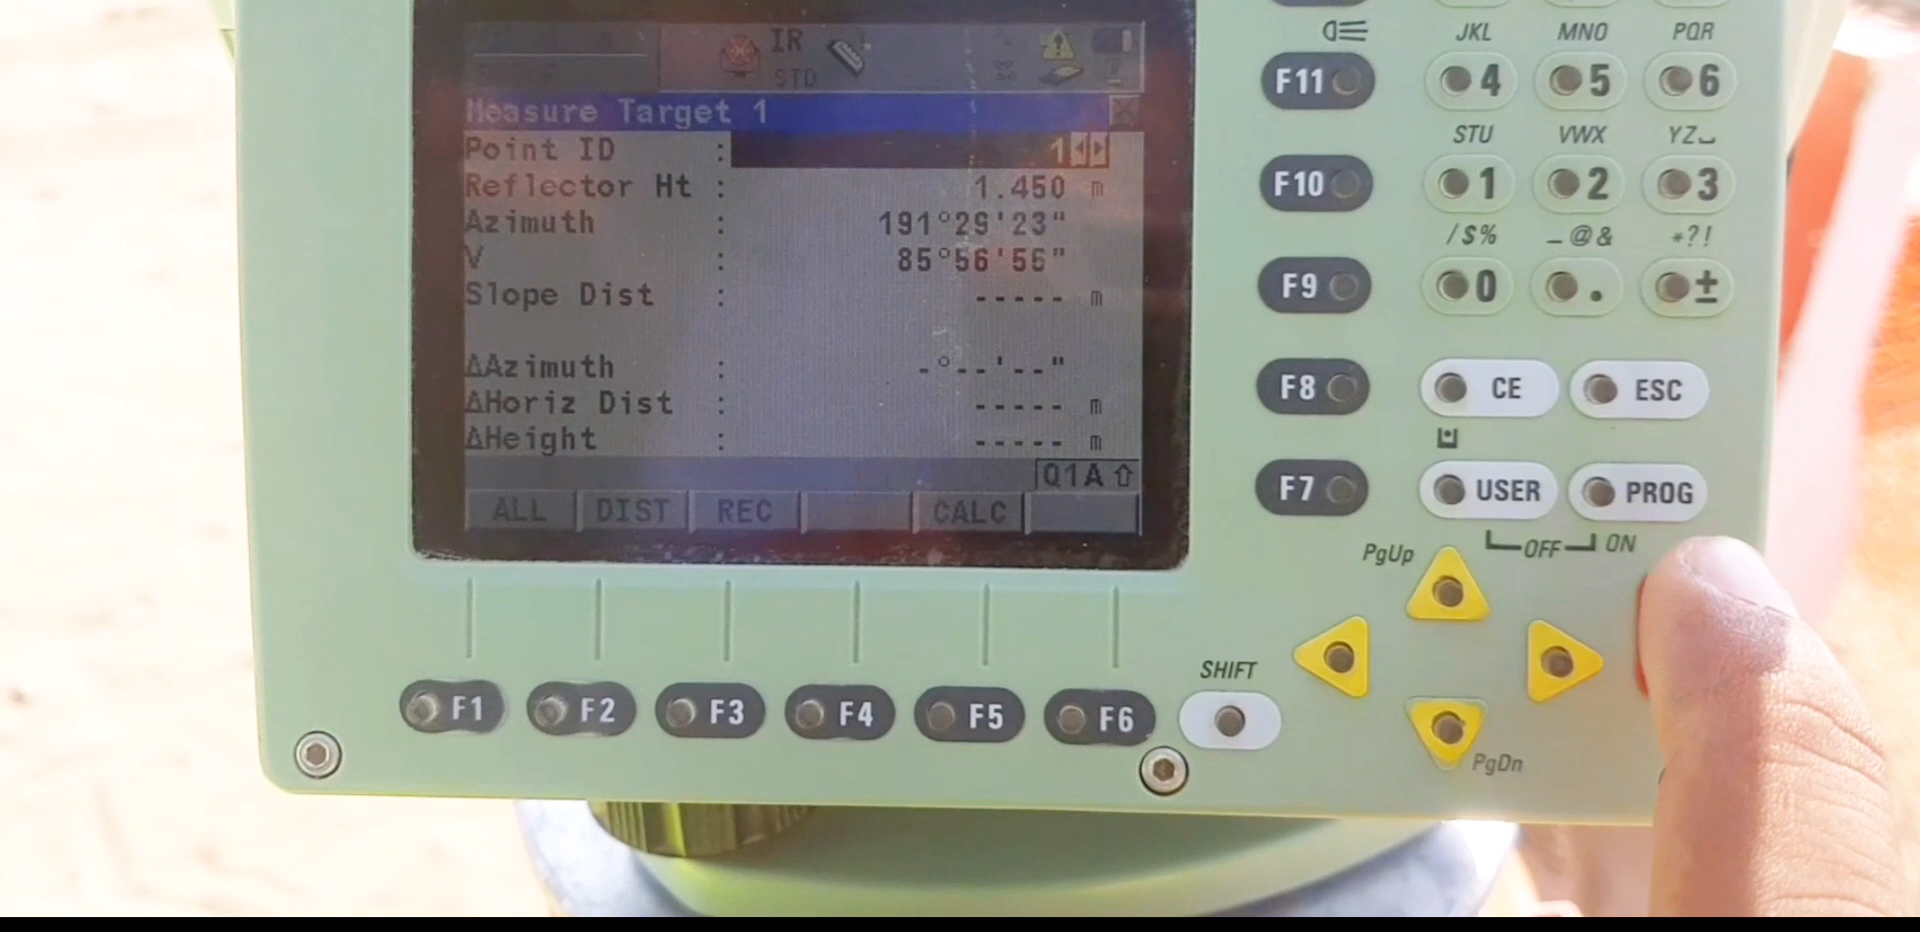 IR
STD
Measure Target 1
Point ID : 1
Reflector Ht : 1.450 m
Azimuth : 191°29'23"
V : 85°56'56"
Slope Dist : ----- m
ΔAzimuth : -°--'--"
ΔHoriz Dist : ----- m
ΔHeight : ----- m
Q1A⇧
ALL DIST REC CALC
F1 F2 F3 F4 F5 F6
SHIFT
JKL MNO PQR
F11 4 5 6
STU VWX YZ⎵
F10 1 2 3
/$% _@& *?!
F9 0 . ±
F8 CE ESC
F7 USER PROG
OFF ON
PgUp
PgDn